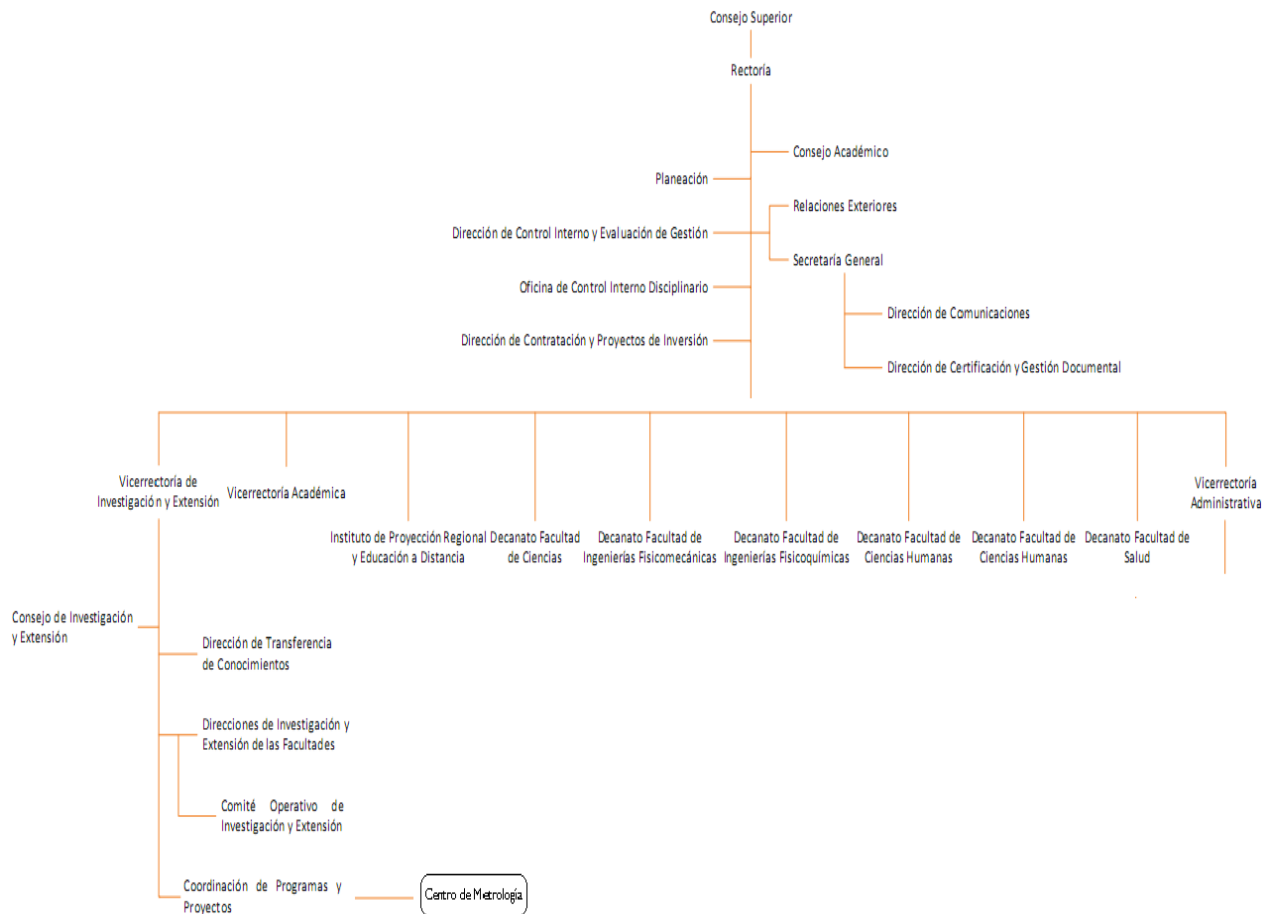 Consejo Superior
Rectoría
Consejo Académico
Planeación
Relaciones Exteriores
Dirección de Control Interno y Evaluación de Gestión
Secretaría General
Oficina de Control Interno Disciplinario
Dirección de Comunicaciones
Dirección de Contratación y Proyectos de Inversión
Dirección de Certificación y Gestión Documental
Vicerrectoría de
Investigación y Extensión
Vicerrectoría Académica
Vicerrectoría
Administrativa
Instituto de Proyección Regional
y Educación a Distancia
Decanato Facultad
de Ciencias
Decanato Facultad de
Ingenierías Fisicomecánicas
Decanato Facultad de
Ingenierías Fisicoquímicas
Decanato Facultad de
Ciencias Humanas
Decanato Facultad de
Ciencias Humanas
Decanato Facultad de
Salud
Consejo de Investigación
y Extensión
Dirección de Transferencia
de Conocimientos
Direcciones de Investigación y
Extensión de las Facultades
Comité Operativo de
Investigación y Extensión
Coordinación de Programas y
Proyectos
Centro de Metrología